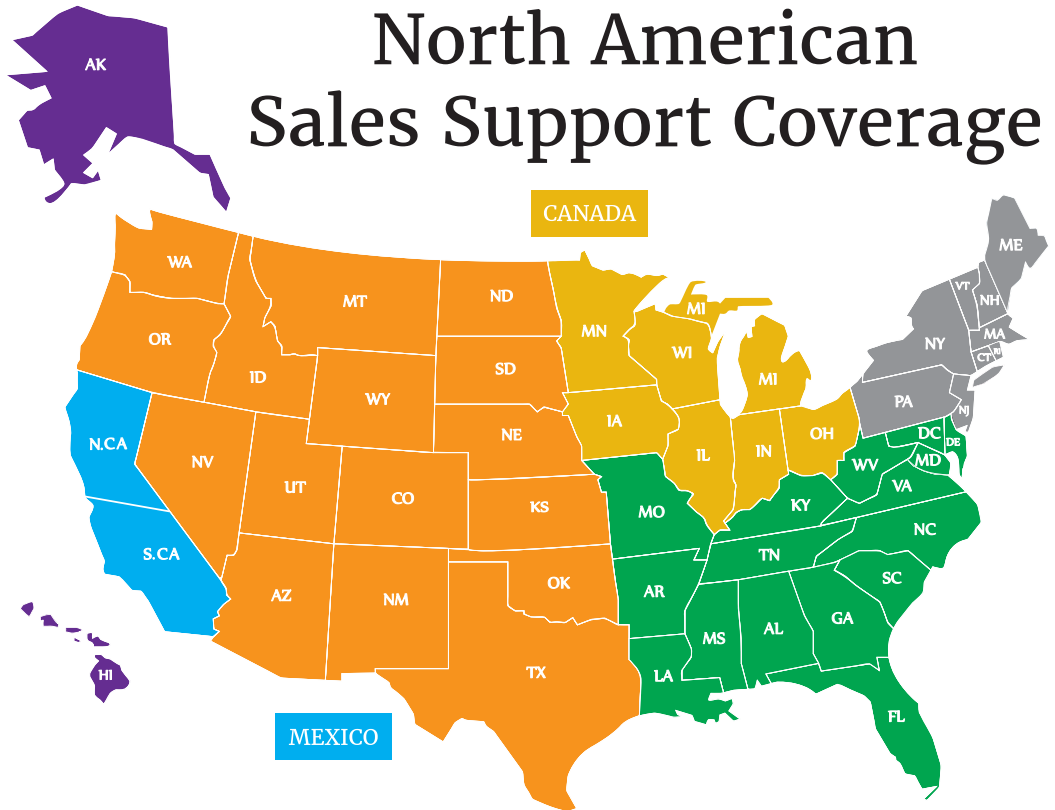 North American
Sales Support Coverage
AK
CANADA
ME
WA
VT
NH
MT
ND
MI
MN
MA
OR
NY
WI
CT
RI
SD
ID
MI
WY
PA
NJ
IA
NE
OH
DC
DE
N.CA
IL
IN
NV
MD
WV
UT
VA
CO
KS
KY
MO
NC
S.CA
TN
OK
SC
AZ
NM
AR
GA
AL
MS
TX
LA
HI
FL
MEXICO